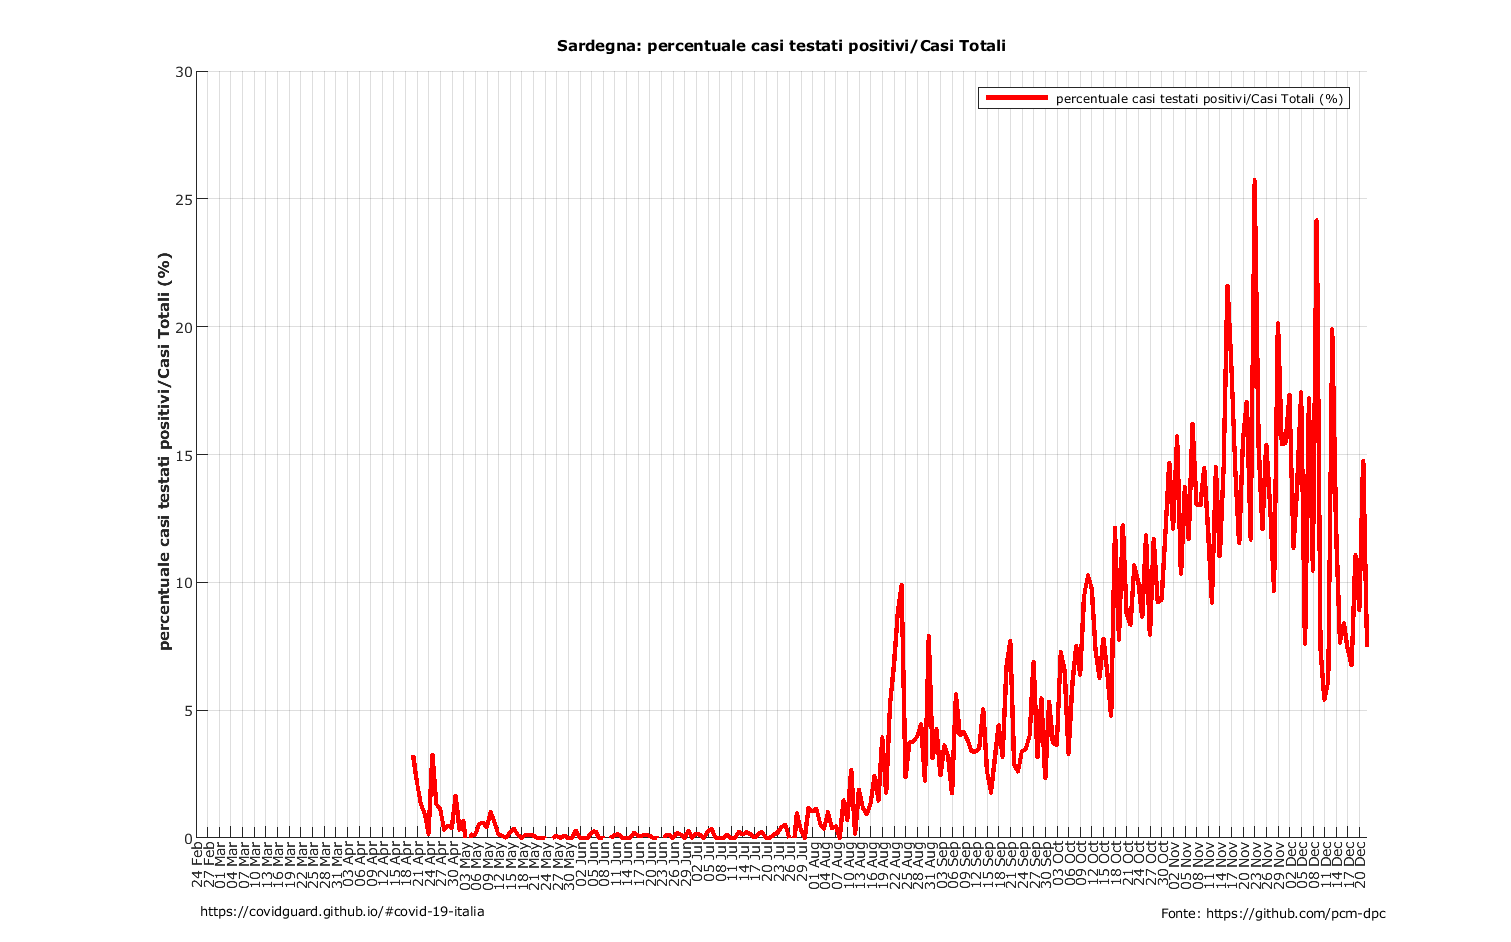 Sardegna: percentuale casi testati positivi/Casi Totali
percentuale casi testati positivi/Casi Totali (%)
percentuale casi testati positivi/Casi Totali (%)
30
25
20
15
10
5
0
24 Feb
27 Feb
01 Mar
04 Mar
07 Mar
10 Mar
13 Mar
16 Mar
19 Mar
22 Mar
25 Mar
28 Mar
31 Mar
03 Apr
06 Apr
09 Apr
12 Apr
15 Apr
18 Apr
21 Apr
24 Apr
27 Apr
30 Apr
03 May
06 May
09 May
12 May
15 May
18 May
21 May
24 May
27 May
30 May
02 Jun
05 Jun
08 Jun
11 Jun
14 Jun
17 Jun
20 Jun
23 Jun
26 Jun
29 Jun
02 Jul
05 Jul
08 Jul
11 Jul
14 Jul
17 Jul
20 Jul
23 Jul
26 Jul
29 Jul
01 Aug
04 Aug
07 Aug
10 Aug
13 Aug
16 Aug
19 Aug
22 Aug
25 Aug
28 Aug
31 Aug
03 Sep
06 Sep
09 Sep
12 Sep
15 Sep
18 Sep
21 Sep
24 Sep
27 Sep
30 Sep
03 Oct
06 Oct
09 Oct
12 Oct
15 Oct
18 Oct
21 Oct
24 Oct
27 Oct
30 Oct
02 Nov
05 Nov
08 Nov
11 Nov
14 Nov
17 Nov
20 Nov
23 Nov
26 Nov
29 Nov
02 Dec
05 Dec
08 Dec
11 Dec
14 Dec
17 Dec
20 Dec
https://covidguard.github.io/#covid-19-italia
Fonte: https://github.com/pcm-dpc